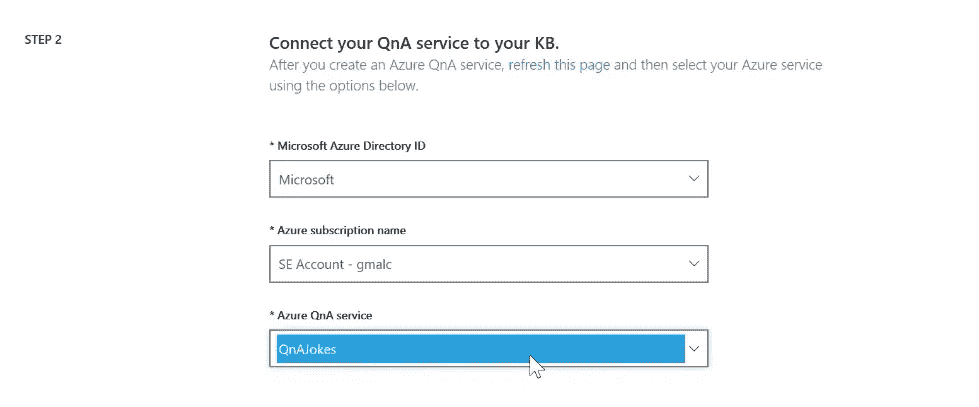 STEP 2
Connect your QnA service to your KB.
After you create an Azure QnA service, refresh this page and then select your Azure service
using the options below.
* Microsoft Azure Directory ID
Microsoft
* Azure subscription name
SE Account - gmalc
* Azure QnA service
QnAJokes